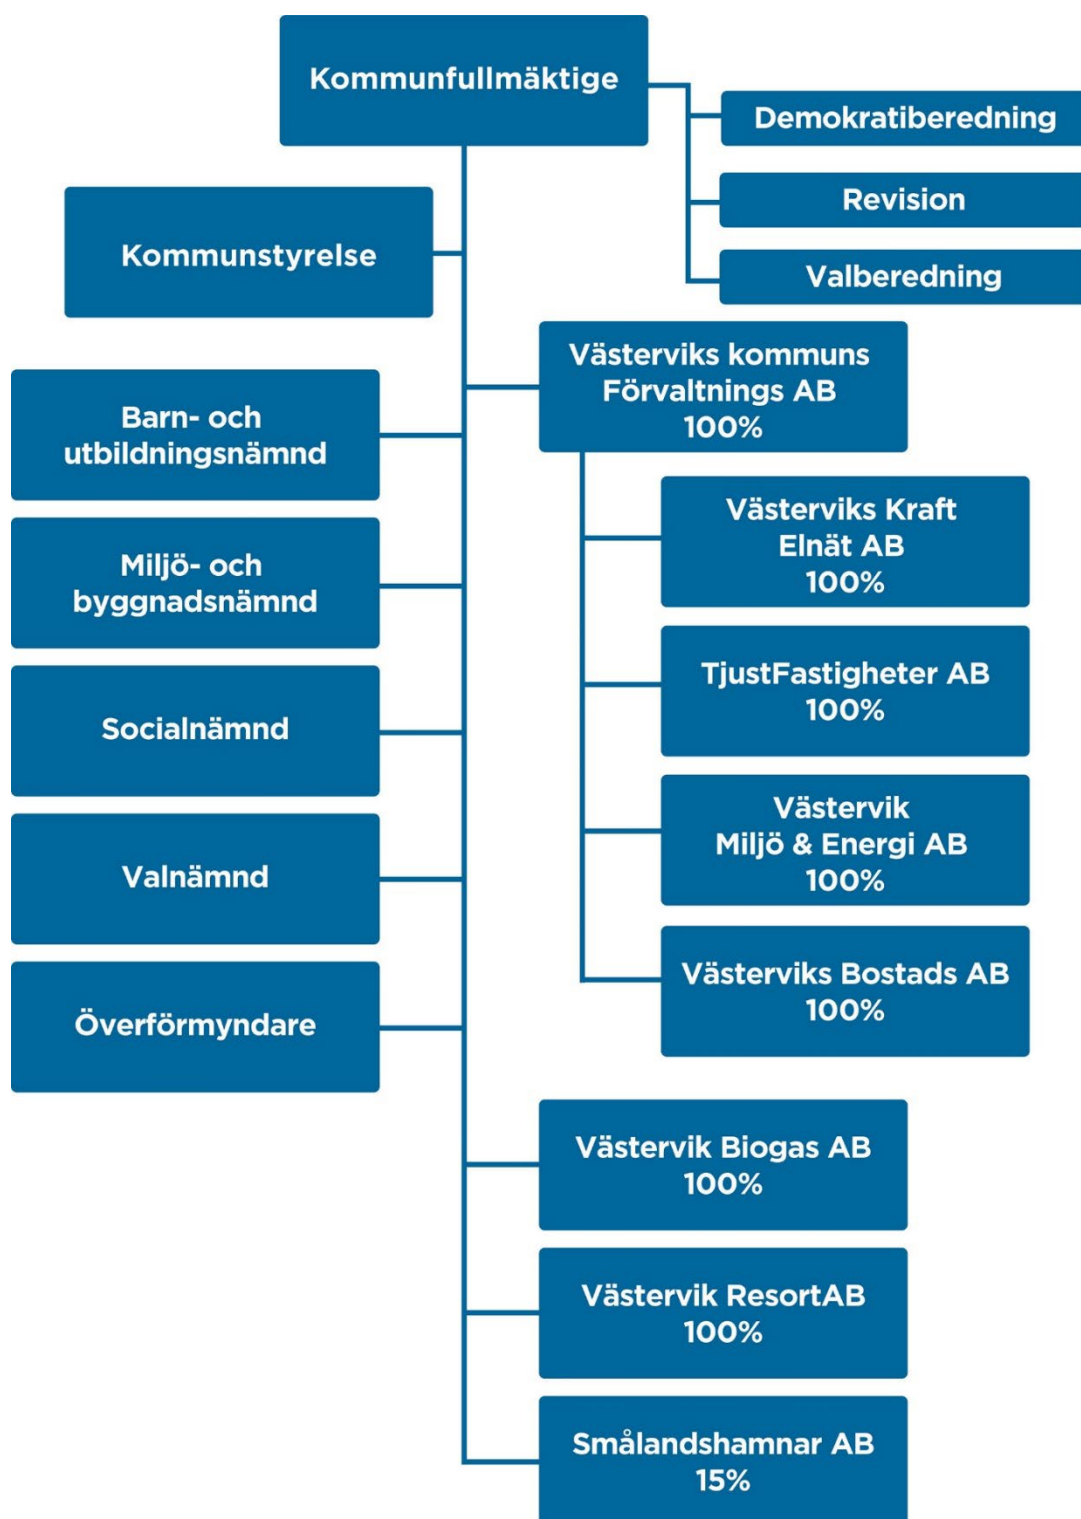 Kommunfullmäktige
Demokratiberedning
Revision
Valberedning
Kommunstyrelse
Västerviks kommuns
Förvaltnings AB
100%
Barn- och
utbildningsnämnd
Miljö- och
byggnadsnämnd
Socialnämnd
Valnämnd
Överförmyndare
Västerviks Kraft
Elnät AB
100%
TjustFastigheter AB
100%
Västervik
Miljö & Energi AB
100%
Västerviks Bostads AB
100%
Västervik Biogas AB
100%
Västervik ResortAB
100%
Smålandshamnar AB
15%